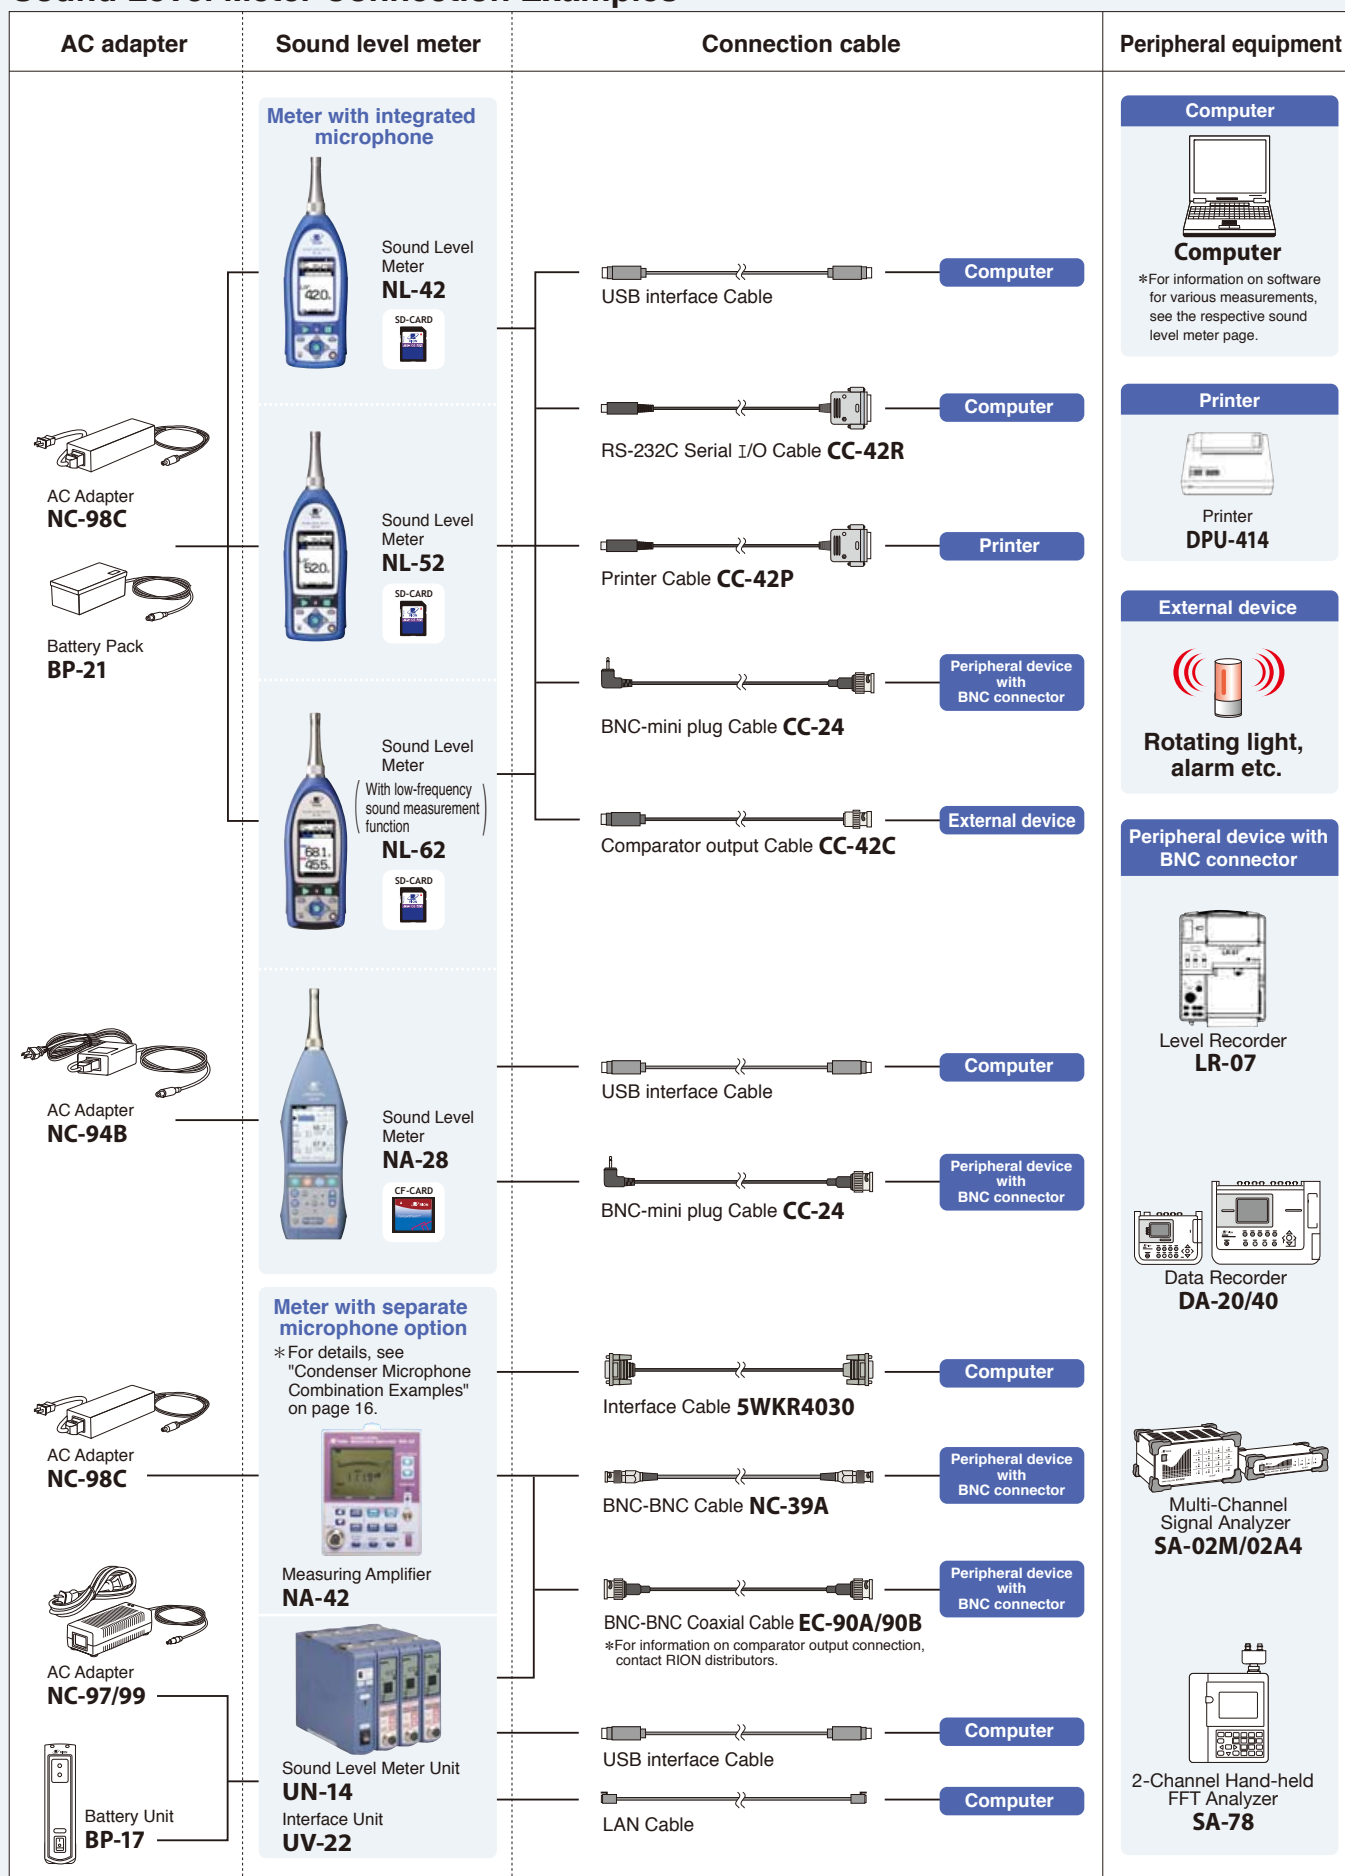 Sound Level Meter Connection Examples
AC adapter
Sound level meter
Connection cable
Peripheral equipment
Meter with integrated
microphone
Sound Level
Meter
NL-42
SD-CARD
Sound Level
Meter
NL-52
SD-CARD
Sound Level
Meter
With low-frequency
sound measurement
function
NL-62
SD-CARD
AC Adapter
NC-98C
Battery Pack
BP-21
USB interface Cable
Computer
RS-232C Serial I/O Cable CC-42R
Computer
Printer Cable CC-42P
Printer
BNC-mini plug Cable CC-24
Peripheral device
with
BNC connector
Comparator output Cable CC-42C
External device
AC Adapter
NC-94B
Sound Level
Meter
NA-28
CF-CARD
USB interface Cable
Computer
BNC-mini plug Cable CC-24
Peripheral device
with
BNC connector
Meter with separate
microphone option
*For details, see
"Condenser Microphone
Combination Examples"
on page 16.
AC Adapter
NC-98C
Measuring Amplifier
NA-42
Interface Cable 5WKR4030
Computer
BNC-BNC Cable NC-39A
Peripheral device
with
BNC connector
BNC-BNC Coaxial Cable EC-90A/90B
*For information on comparator output connection,
contact RION distributors.
Peripheral device
with
BNC connector
AC Adapter
NC-97/99
Battery Unit
BP-17
Sound Level Meter Unit
UN-14
Interface Unit
UV-22
USB interface Cable
Computer
LAN Cable
Computer
Computer
Computer
*For information on software
for various measurements,
see the respective sound
level meter page.
Printer
Printer
DPU-414
External device
Rotating light,
alarm etc.
Peripheral device with
BNC connector
LR-07
Level Recorder
LR-07
Data Recorder
DA-20/40
Multi-Channel
Signal Analyzer
SA-02M/02A4
2-Channel Hand-held
FFT Analyzer
SA-78